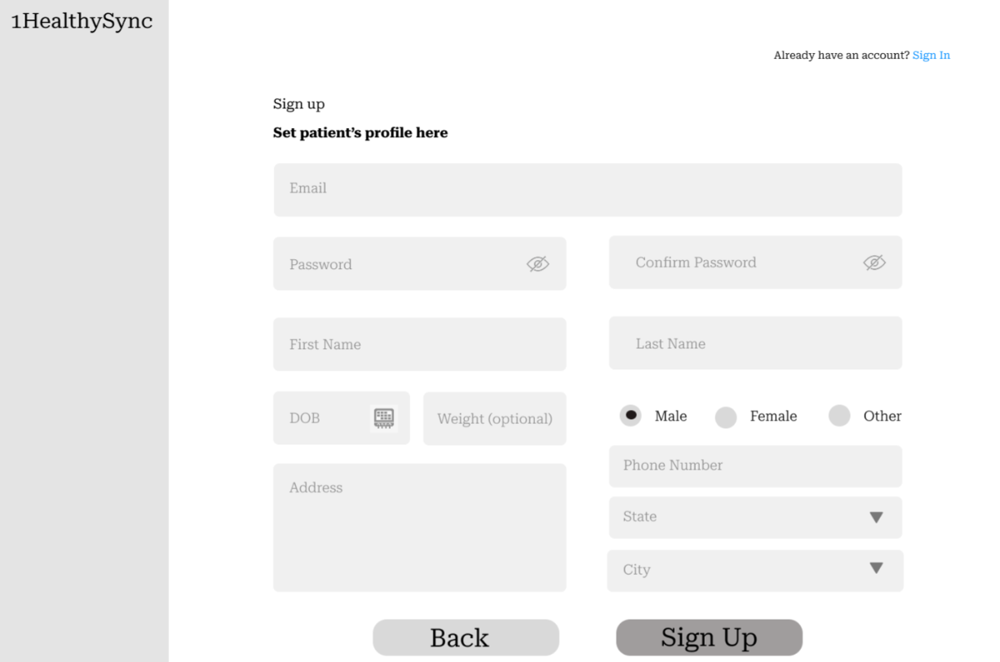 1HealthySync
Already have an account? Sign In
Sign up
Set patient’s profile here
Email
Password
Confirm Password
First Name
Last Name
DOB
Weight (optional)
Male
Female
Other
Phone Number
Address
State
City
Back
Sign Up